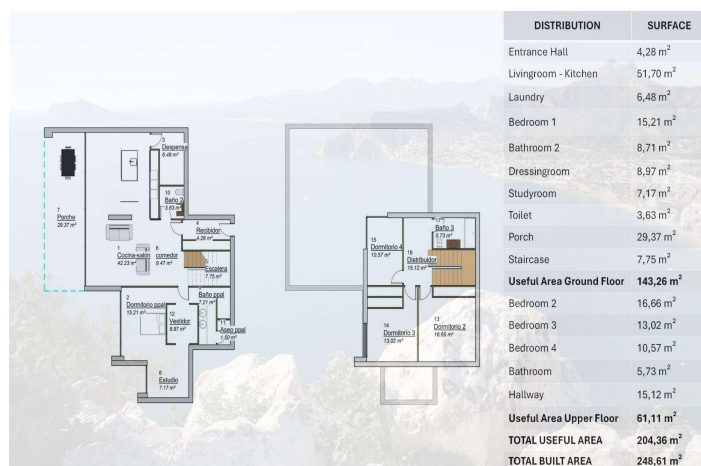 3
Despensa
6.48 m²
10
Baño 2
3.63 m²
7
Porche
29.37 m²
4
Recibidor
4.28 m²
1
Cocina-salón
42.23 m²
6
comedor
9.47 m²
Escalera
7.75 m²
2
Dormitorio ppal
15.21 m²
Baño ppal
7.21 m²
12
Vestidor
8.97 m²
11
Aseo ppal
1.50 m²
8
Estudio
7.17 m²
17
Baño 3
5.73 m²
15
Dormitorio 4
10.57 m²
16
Distribuidor
15.12 m²
14
Dormitorio 3
13.02 m²
13
Dormitorio 2
16.66 m²
DISTRIBUTION SURFACE
Entrance Hall 4,28 m²
Livingroom - Kitchen 51,70 m²
Laundry 6,48 m²
Bedroom 1 15,21 m²
Bathroom 2 8,71 m²
Dressingroom 8,97 m²
Studyroom 7,17 m²
Toilet 3,63 m²
Porch 29,37 m²
Staircase 7,75 m²
Useful Area Ground Floor 143,26 m²
Bedroom 2 16,66 m²
Bedroom 3 13,02 m²
Bedroom 4 10,57 m²
Bathroom 5,73 m²
Hallway 15,12 m²
Useful Area Upper Floor 61,11 m²
TOTAL USEFUL AREA 204,36 m²
TOTAL BUILT AREA 248,61 m²